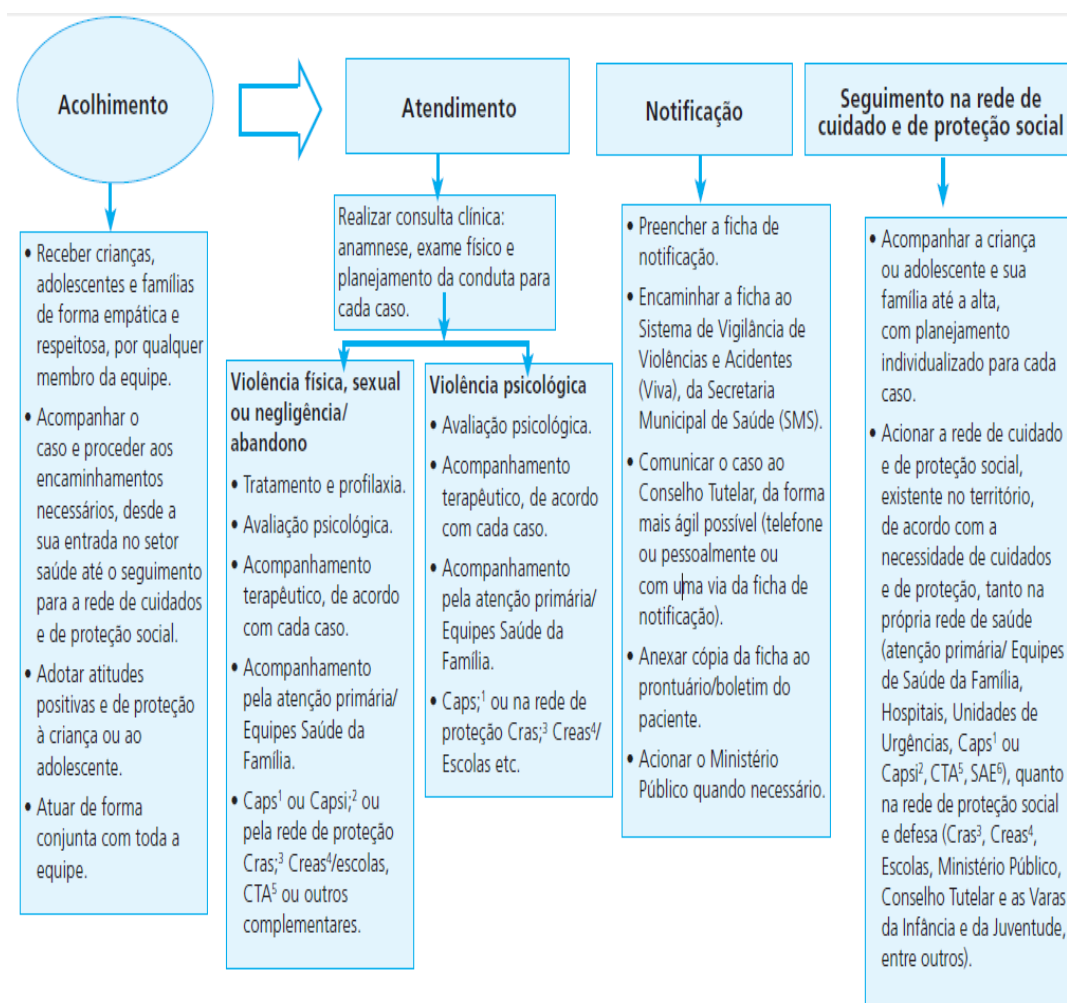 Acolhimento
• Receber crianças,
adolescentes e famílias
de forma empática e
respeitosa, por qualquer
membro da equipe.
• Acompanhar o
caso e proceder aos
encaminhamentos
necessários, desde a
sua entrada no setor
saúde até o seguimento
para a rede de cuidados
e de proteção social.
• Adotar atitudes
positivas e de proteção
à criança ou ao
adolescente.
• Atuar de forma
conjunta com toda a
equipe.
Atendimento
Realizar consulta clínica:
anamnese, exame físico e
planejamento da conduta para
cada caso.
Violência física, sexual
ou negligência/
abandono
• Tratamento e profilaxia.
• Avaliação psicológica.
• Acompanhamento
terapêutico, de acordo
com cada caso.
• Acompanhamento
pela atenção primária/
Equipes Saúde da
Família.
• Caps¹ ou Capsi;² ou
pela rede de proteção
Cras;³ Creas⁴/escolas,
CTA⁵ ou outros
complementares.
Violência psicológica
• Avaliação psicológica.
• Acompanhamento
terapêutico, de acordo
com cada caso.
• Acompanhamento
pela atenção primária/
Equipes Saúde da
Família.
• Caps;¹ ou na rede de
proteção Cras;³ Creas⁴/
Escolas etc.
Notificação
• Preencher a ficha de
notificação.
• Encaminhar a ficha ao
Sistema de Vigilância de
Violências e Acidentes
(Viva), da Secretaria
Municipal de Saúde (SMS).
• Comunicar o caso ao
Conselho Tutelar, da forma
mais ágil possível (telefone
ou pessoalmente ou
com uma via da ficha de
notificação).
• Anexar cópia da ficha ao
prontuário/boletim do
paciente.
• Acionar o Ministério
Público quando necessário.
Seguimento na rede de
cuidado e de proteção social
• Acompanhar a criança
ou adolescente e sua
família até a alta,
com planejamento
individualizado para cada
caso.
• Acionar a rede de cuidado
e de proteção social,
existente no território,
de acordo com a
necessidade de cuidados
e de proteção, tanto na
própria rede de saúde
(atenção primária/ Equipes
de Saúde da Família,
Hospitais, Unidades de
Urgências, Caps¹ ou
Capsi², CTA⁵, SAE⁶), quanto
na rede de proteção social
e defesa (Cras³, Creas⁴,
Escolas, Ministério Público,
Conselho Tutelar e as Varas
da Infância e da Juventude,
entre outros).